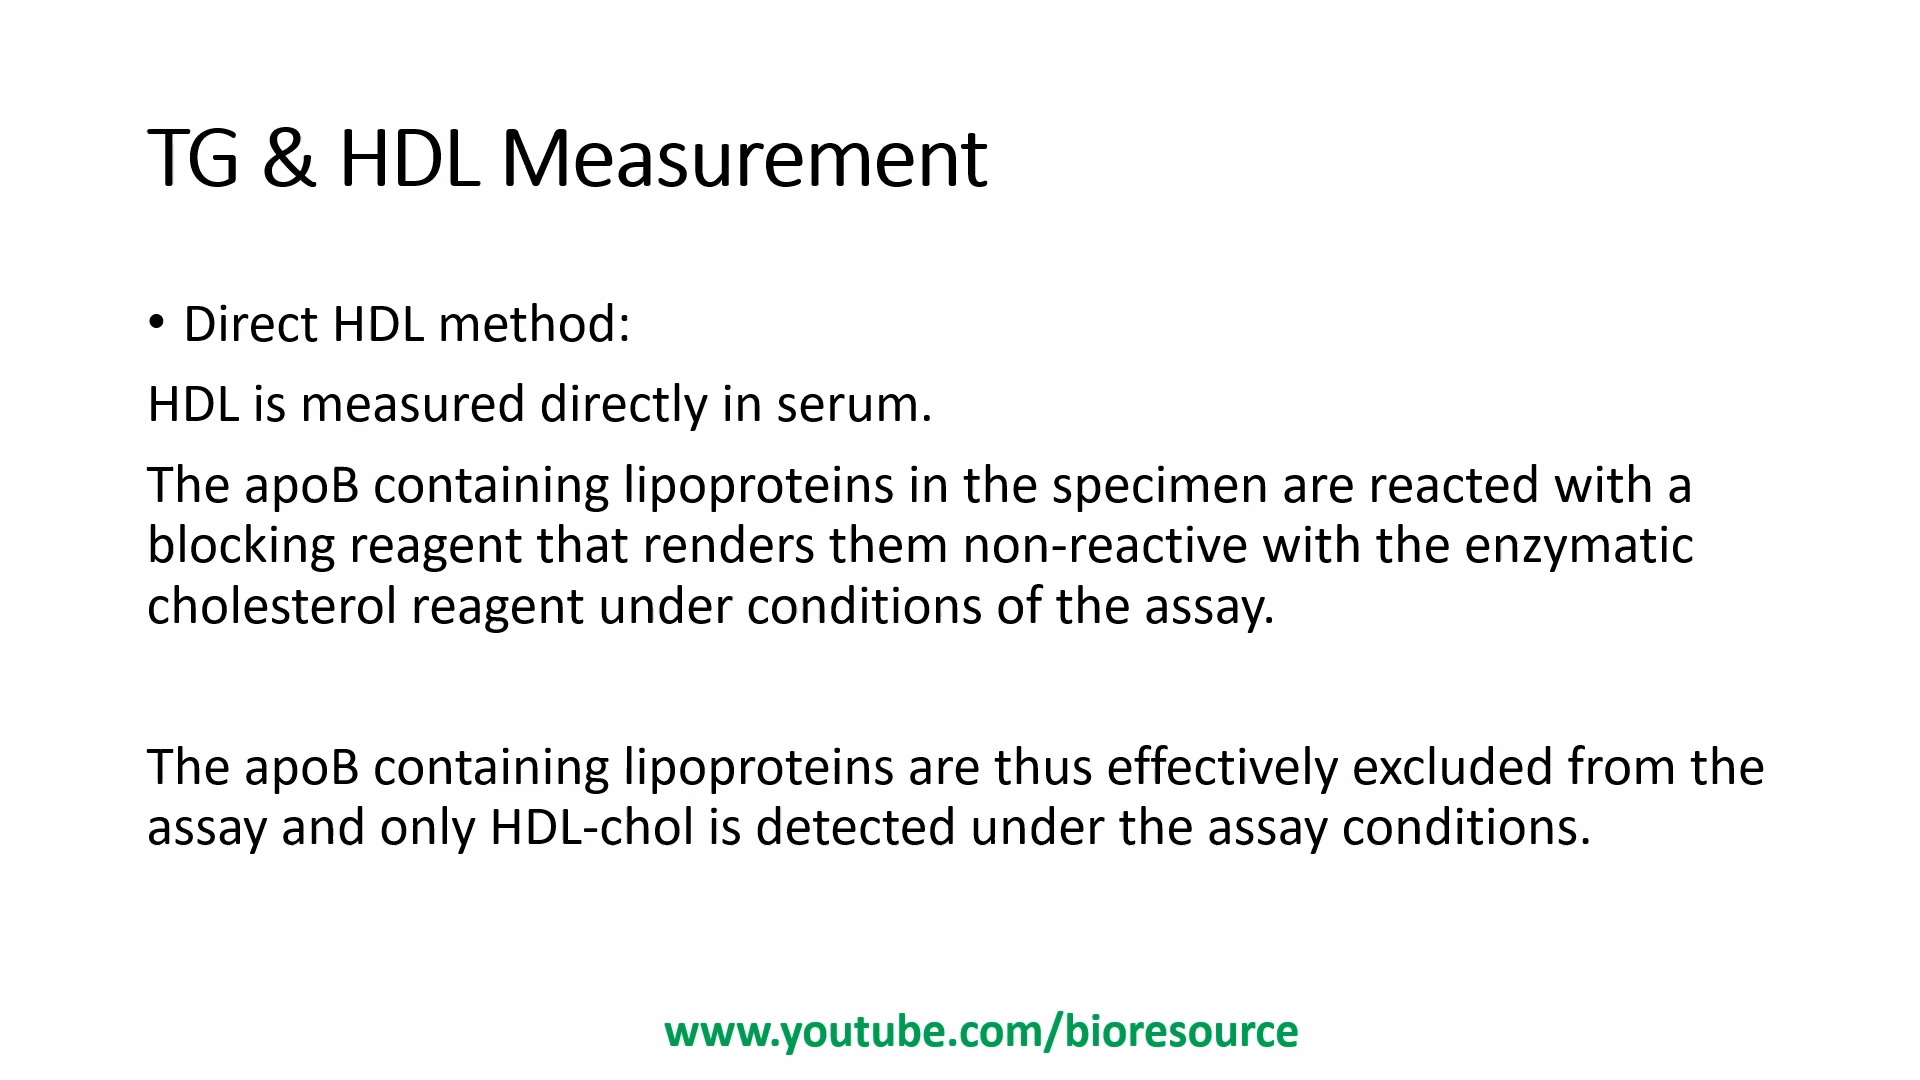 TG & HDL Measurement
• Direct HDL method:
HDL is measured directly in serum.
The apoB containing lipoproteins in the specimen are reacted with a
blocking reagent that renders them non-reactive with the enzymatic
cholesterol reagent under conditions of the assay.
The apoB containing lipoproteins are thus effectively excluded from the
assay and only HDL-chol is detected under the assay conditions.
www.youtube.com/bioresource